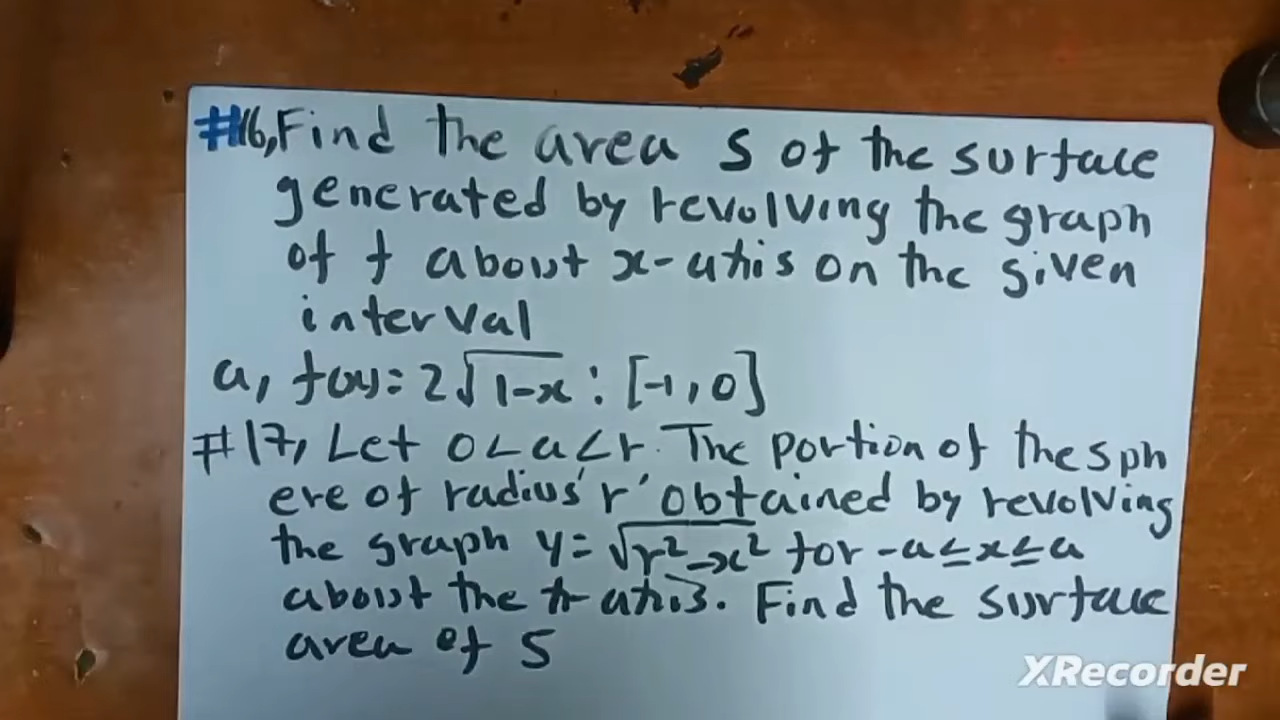 #16, Find the area S of the surface
generated by revolving the graph
of f about x-axis on the given
interval
a, f(x)= 2√1-x : [-1, 0]
#17, Let 0<a<r. The portion of the sph
ere of radius 'r' obtained by revolving
the graph y= √r²-x² for -a≤x≤a
about the x-axis. Find the surface
area of S
XRecorder